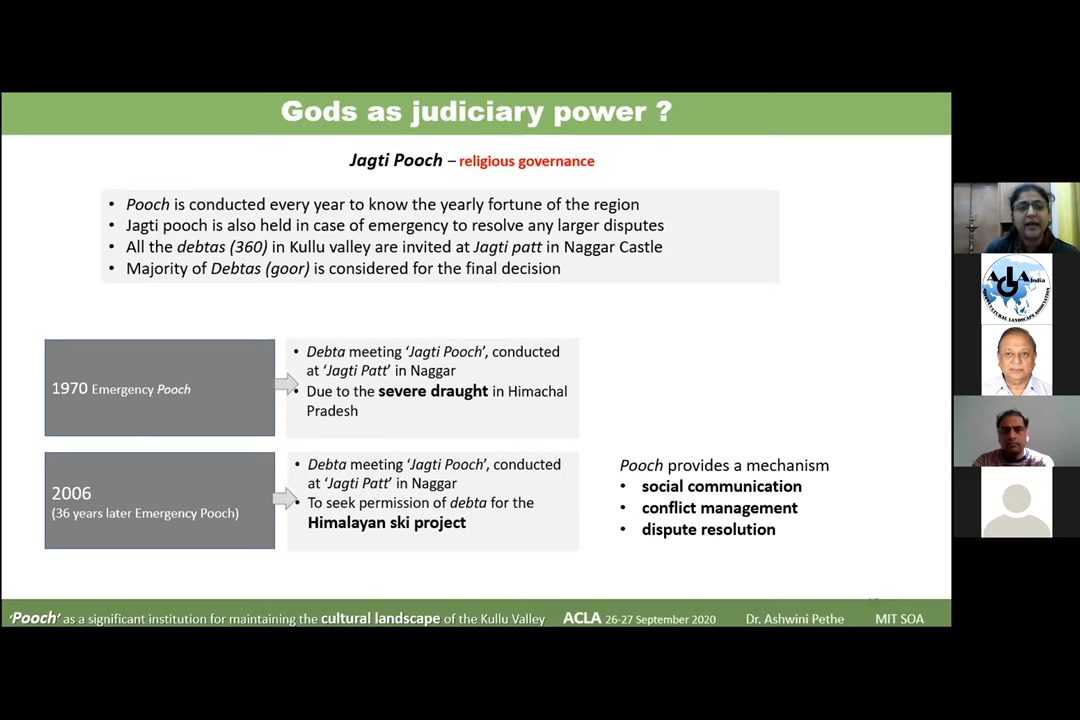 Gods as judiciary power ?
Jagti Pooch – religious governance
• Pooch is conducted every year to know the yearly fortune of the region
• Jagti pooch is also held in case of emergency to resolve any larger disputes
• All the debtas (360) in Kullu valley are invited at Jagti patt in Naggar Castle
• Majority of Debtas (goor) is considered for the final decision
1970 Emergency Pooch
• Debta meeting ‘Jagti Pooch’, conducted
at ‘Jagti Patt’ in Naggar
• Due to the severe draught in Himachal
Pradesh
2006
(36 years later Emergency Pooch)
• Debta meeting ‘Jagti Pooch’, conducted
at ‘Jagti Patt’ in Naggar
• To seek permission of debta for the
Himalayan ski project
Pooch provides a mechanism
• social communication
• conflict management
• dispute resolution
‘Pooch’ as a significant institution for maintaining the cultural landscape of the Kullu Valley ACLA 26-27 September 2020 Dr. Ashwini Pethe MIT SOA
ACLA India